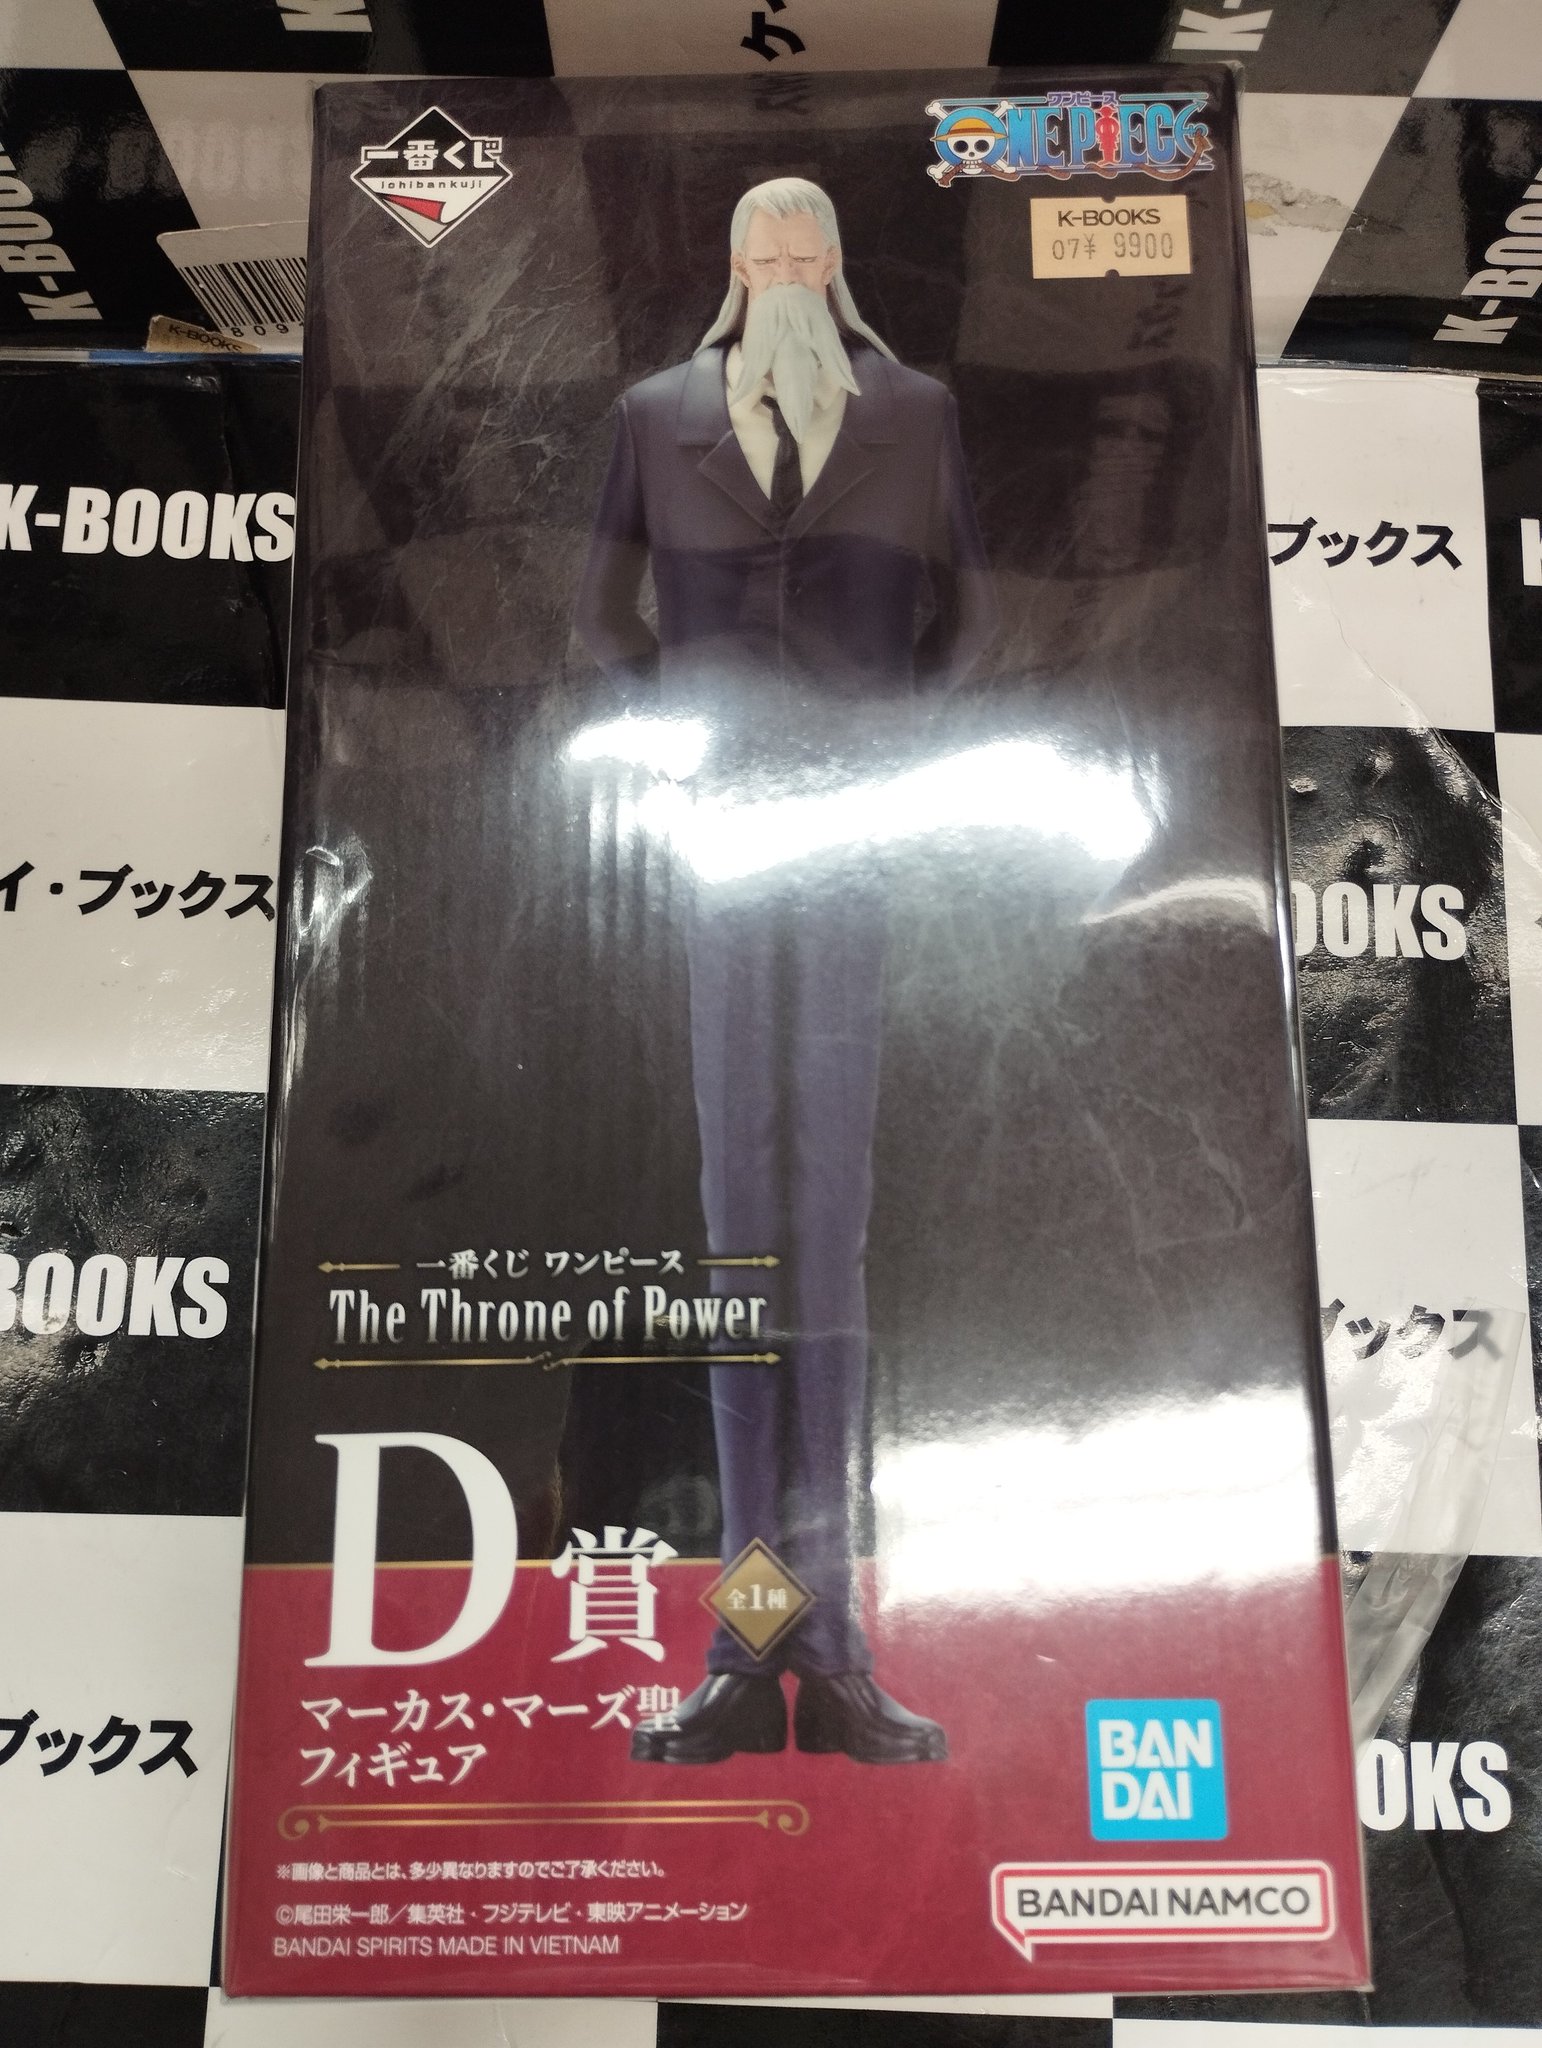 一番くじ
ichibankuji
ワンピース
ONE PIECE
K-BOOKS
07¥ 9900
K-BOOKS
K-BOOKS
K-BOOKS
ブックス
イ・ブックス
OOKS
BOOKS
ブックス
ブックス
OOKS
一番くじ ワンピース
The Throne of Power
D賞
全1種
マーカス・マーズ聖
フィギュア
BAN
DAI
※画像と商品とは、多少異なりますのでご了承ください。
©尾田栄一郎／集英社・フジテレビ・東映アニメーション
BANDAI SPIRITS MADE IN VIETNAM
BANDAI NAMCO